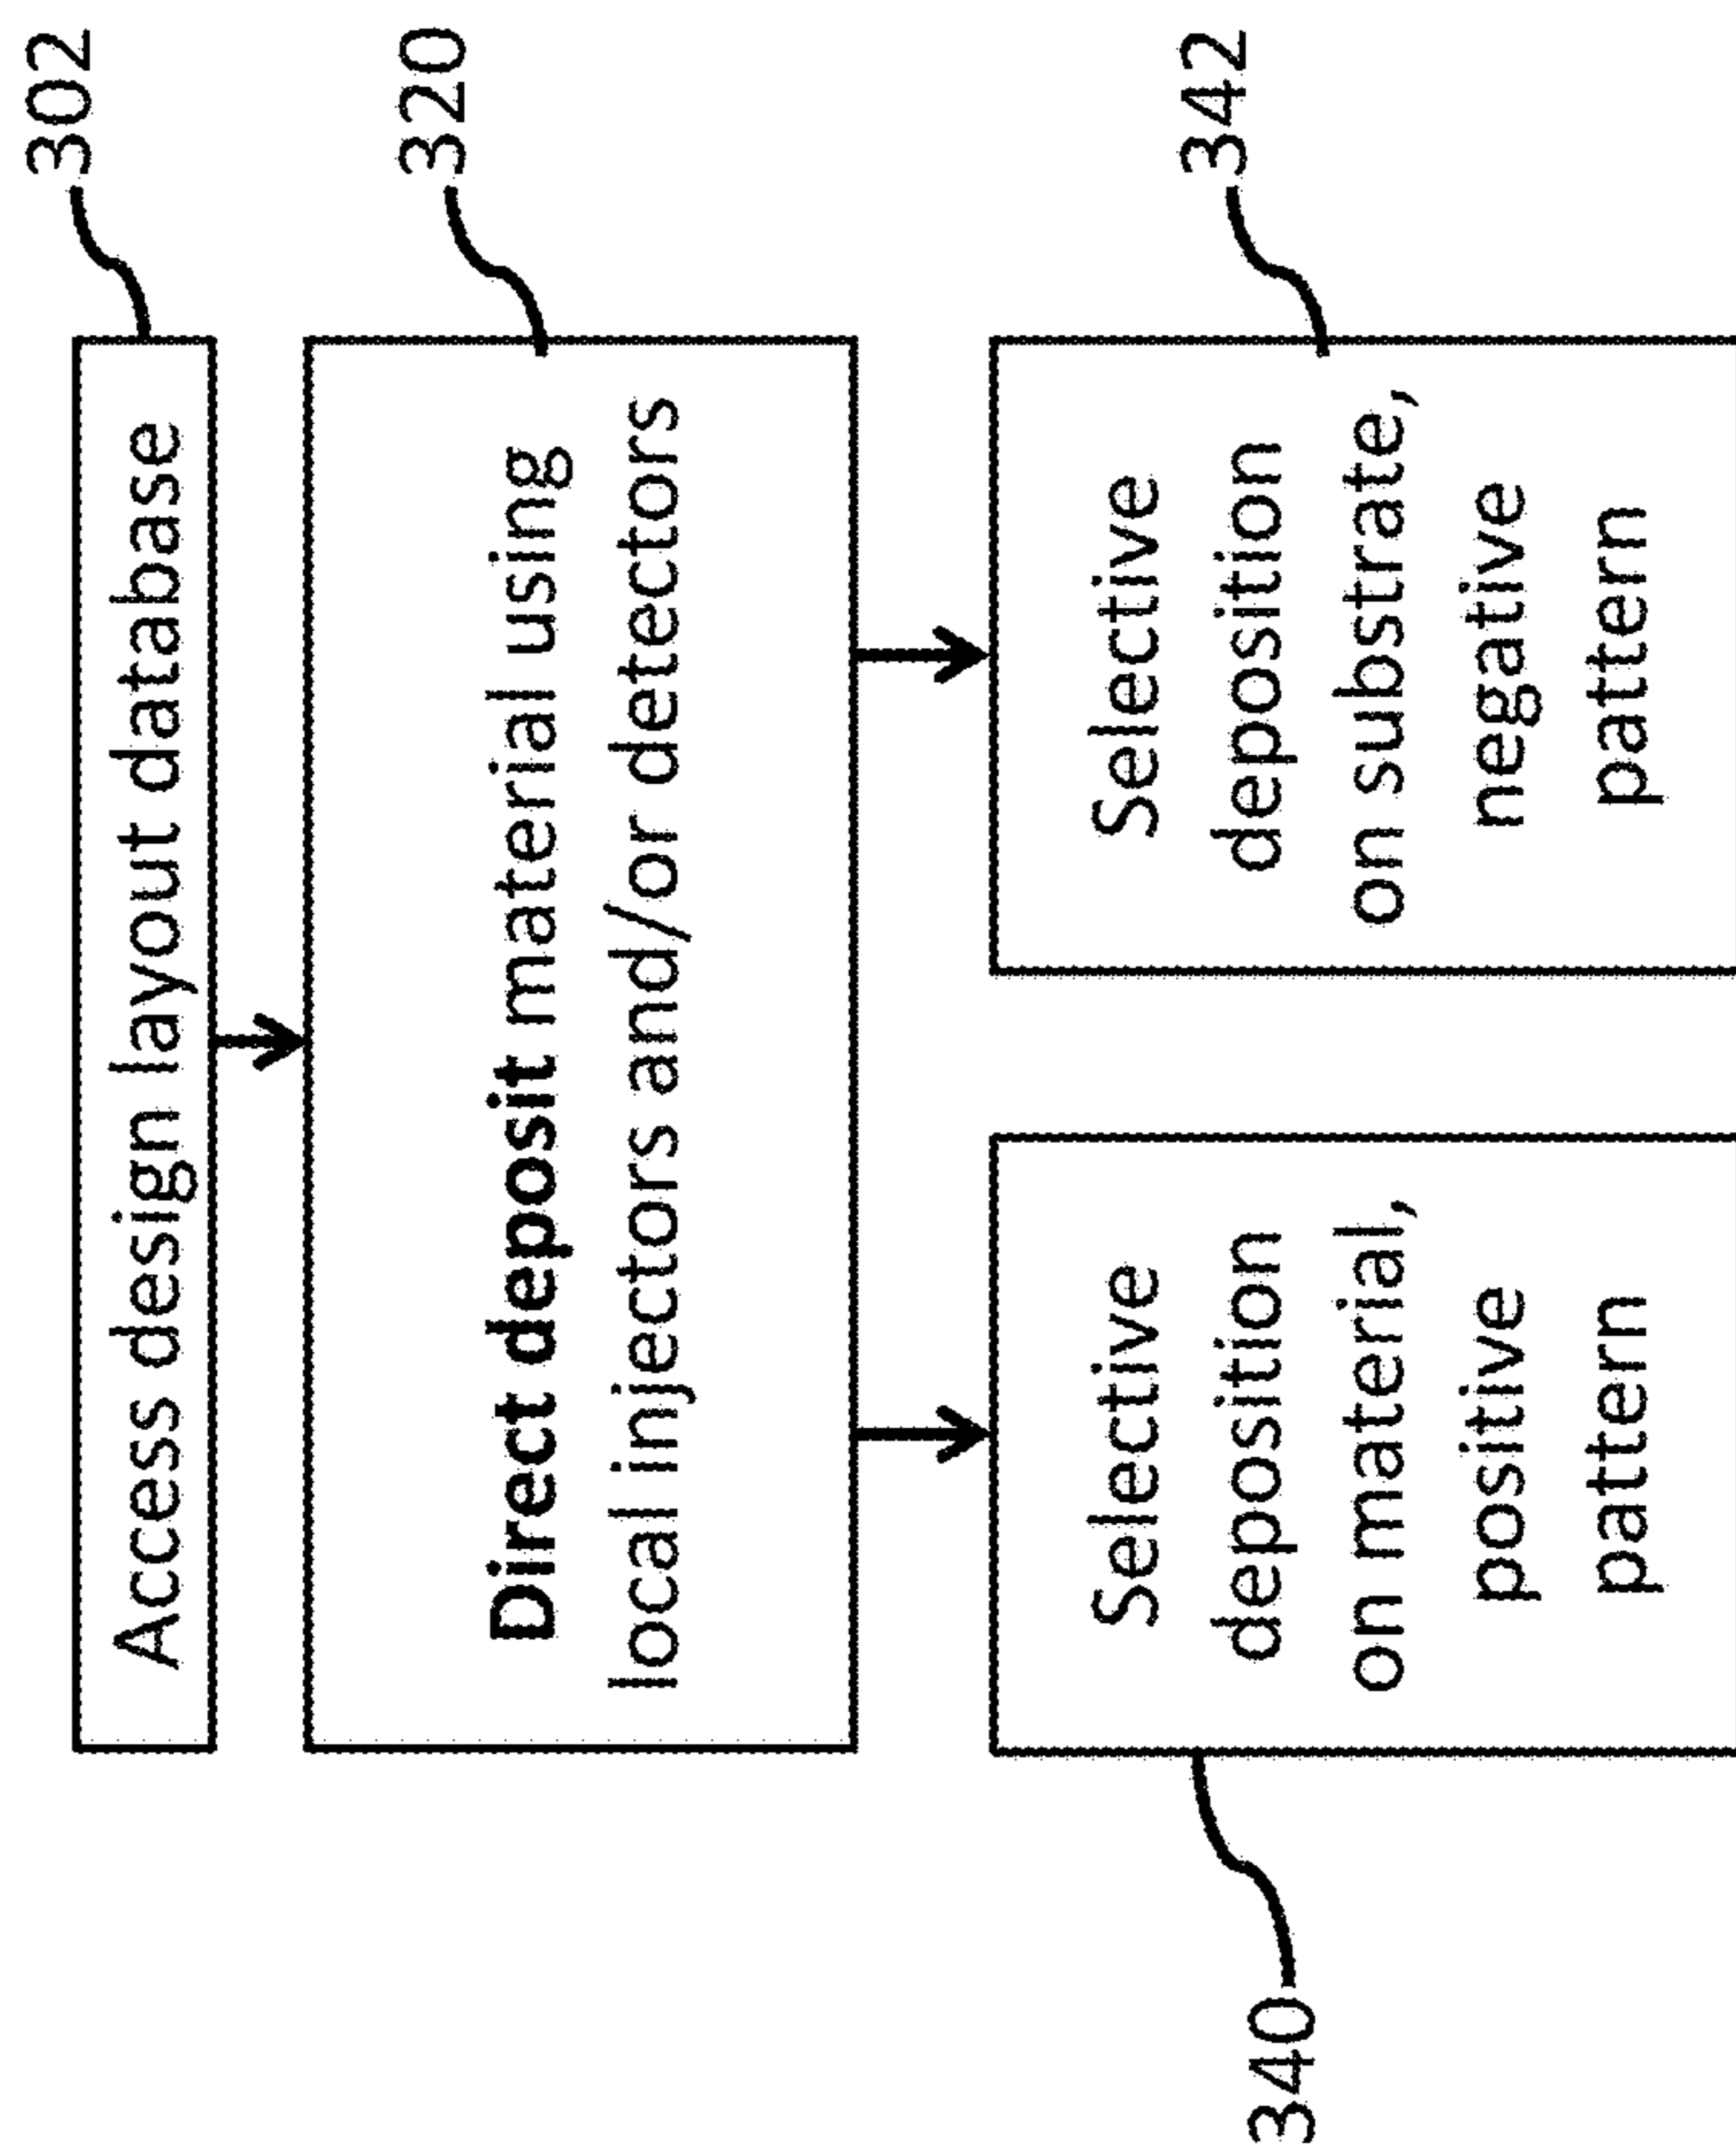 Access design layout database
302
Direct deposit material using
local injectors and/or detectors
320
Selective
deposition
on material,
positive
pattern
340
Selective
deposition
on substrate,
negative
pattern
342